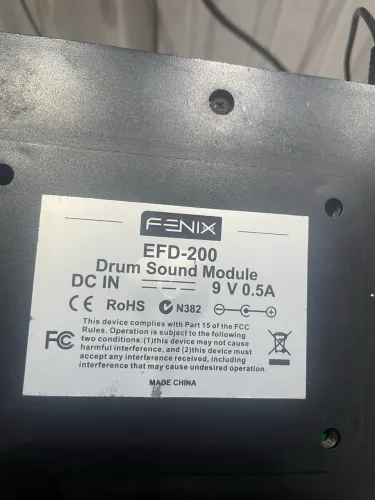 FENIX
EFD-200
Drum Sound Module
DC IN 9 V 0.5A
CE RoHS N382 - +
This device complies with Part 15 of the FCC
Rules. Operation is subject to the following
FC two conditions:(1)this device may not cause
harmful interference, and (2)this device must
accept any interference received, including
interference that may cause undesired operation.
MADE CHINA